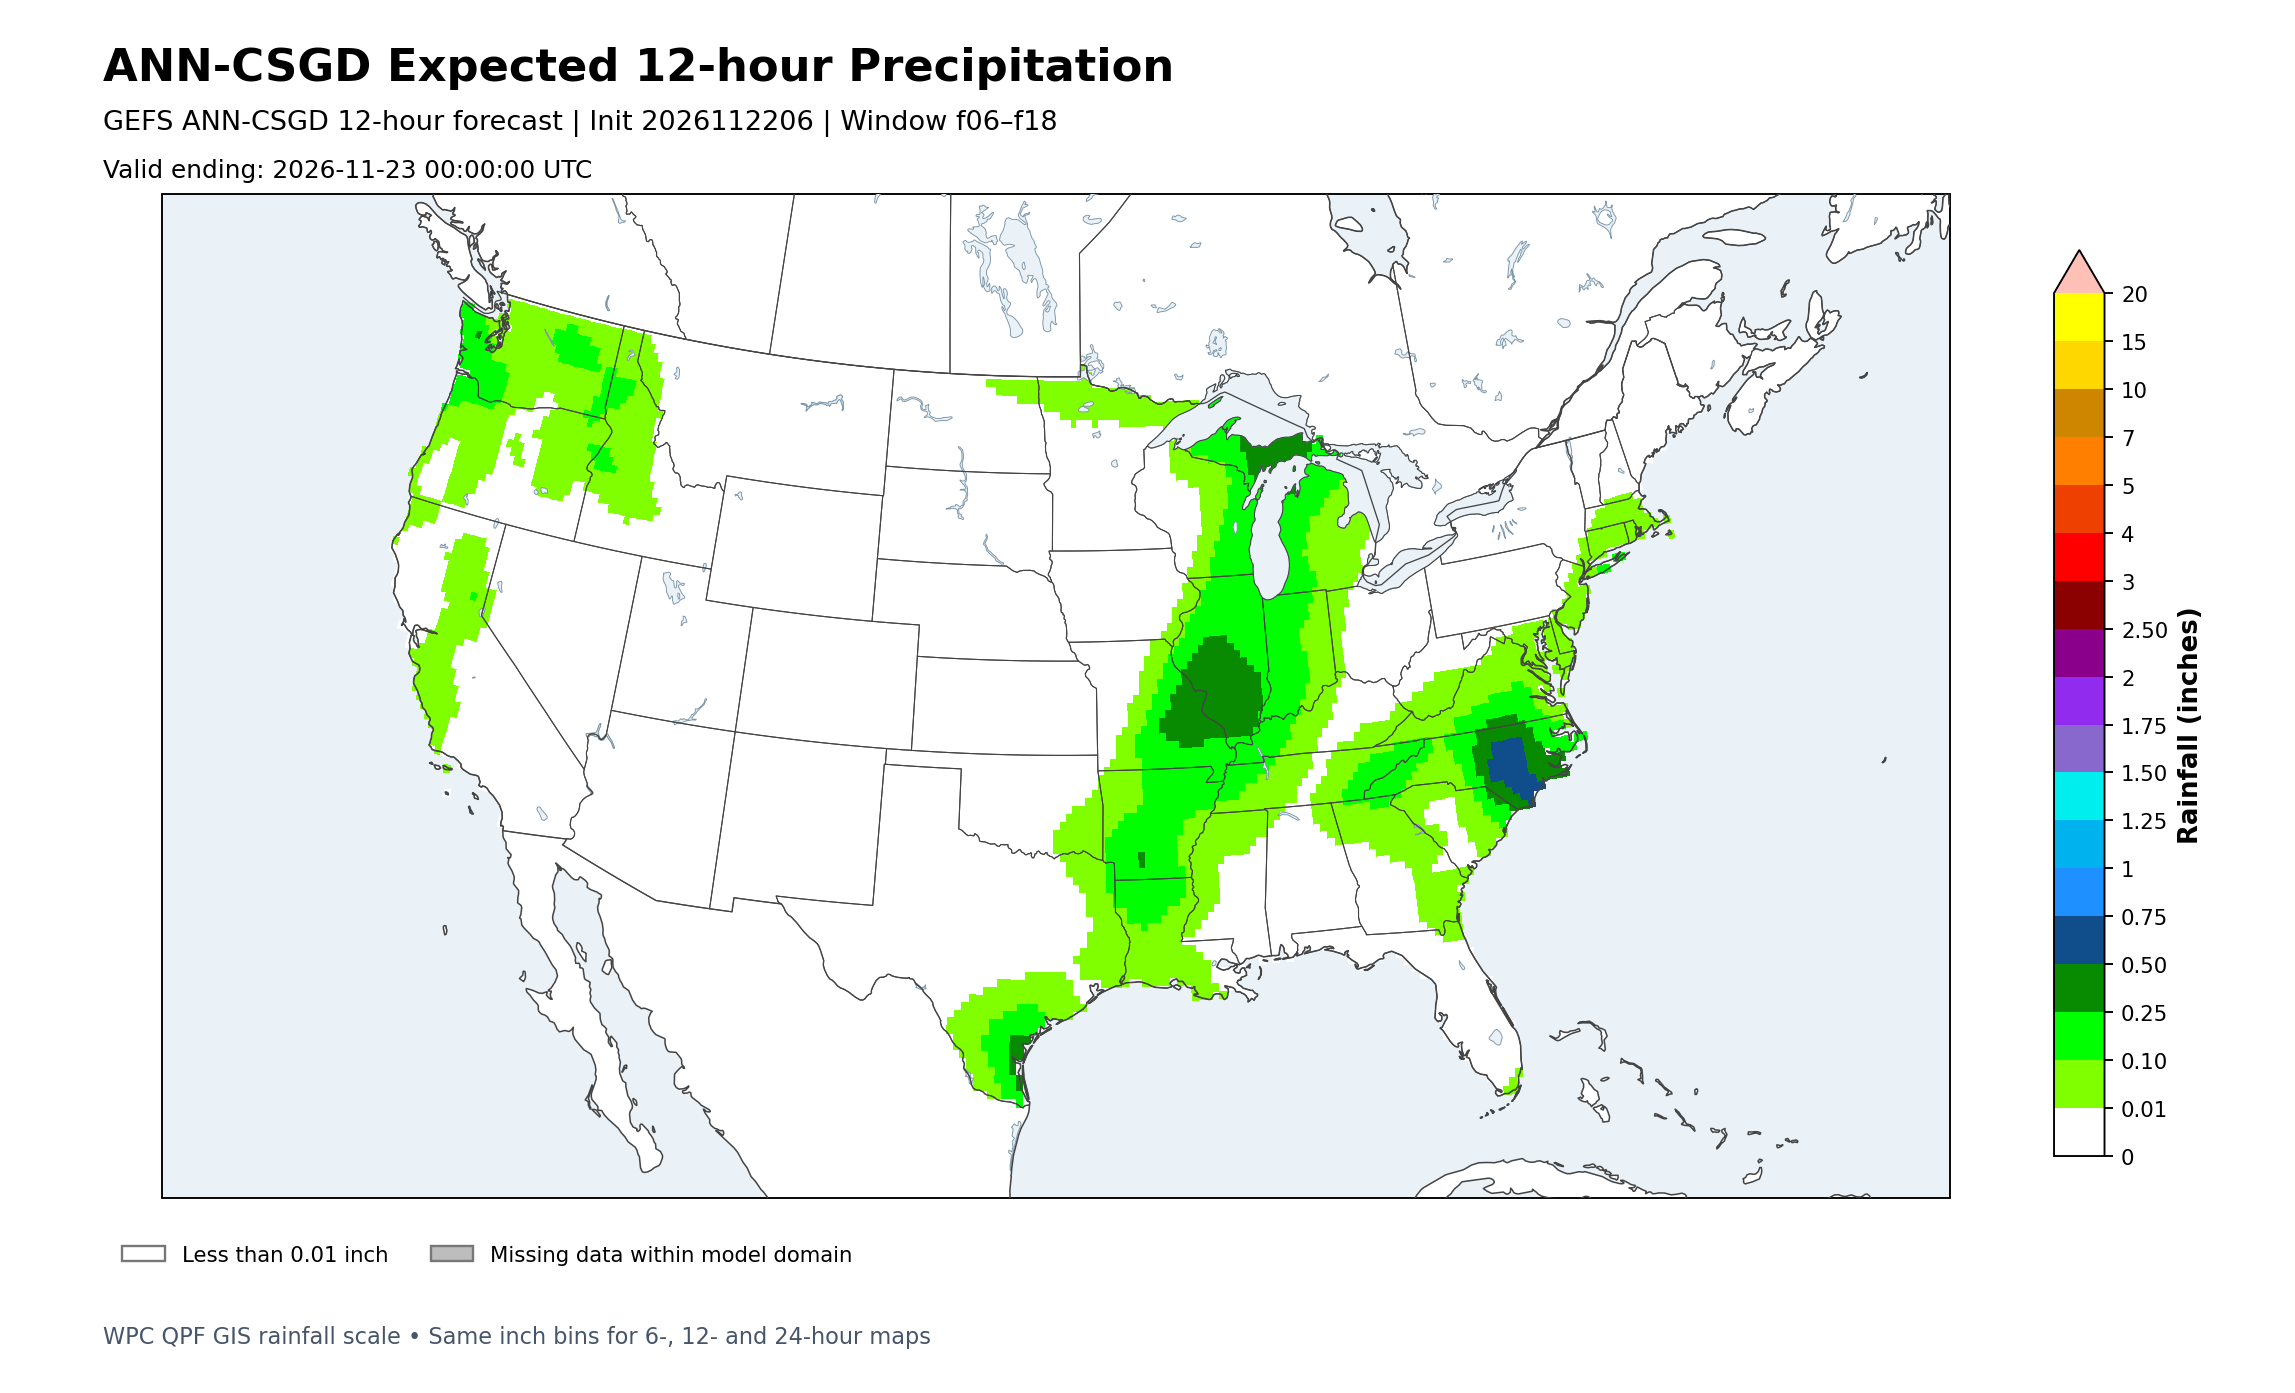 ANN-CSGD Expected 12-hour Precipitation
GEFS ANN-CSGD 12-hour forecast | Init 2026112206 | Window f06–f18
Valid ending: 2026-11-23 00:00:00 UTC
20
15
10
7
5
4
3
2.50
2
1.75
1.50
1.25
1
0.75
0.50
0.25
0.10
0.01
0
Rainfall (inches)
Less than 0.01 inch
Missing data within model domain
WPC QPF GIS rainfall scale • Same inch bins for 6-, 12- and 24-hour maps